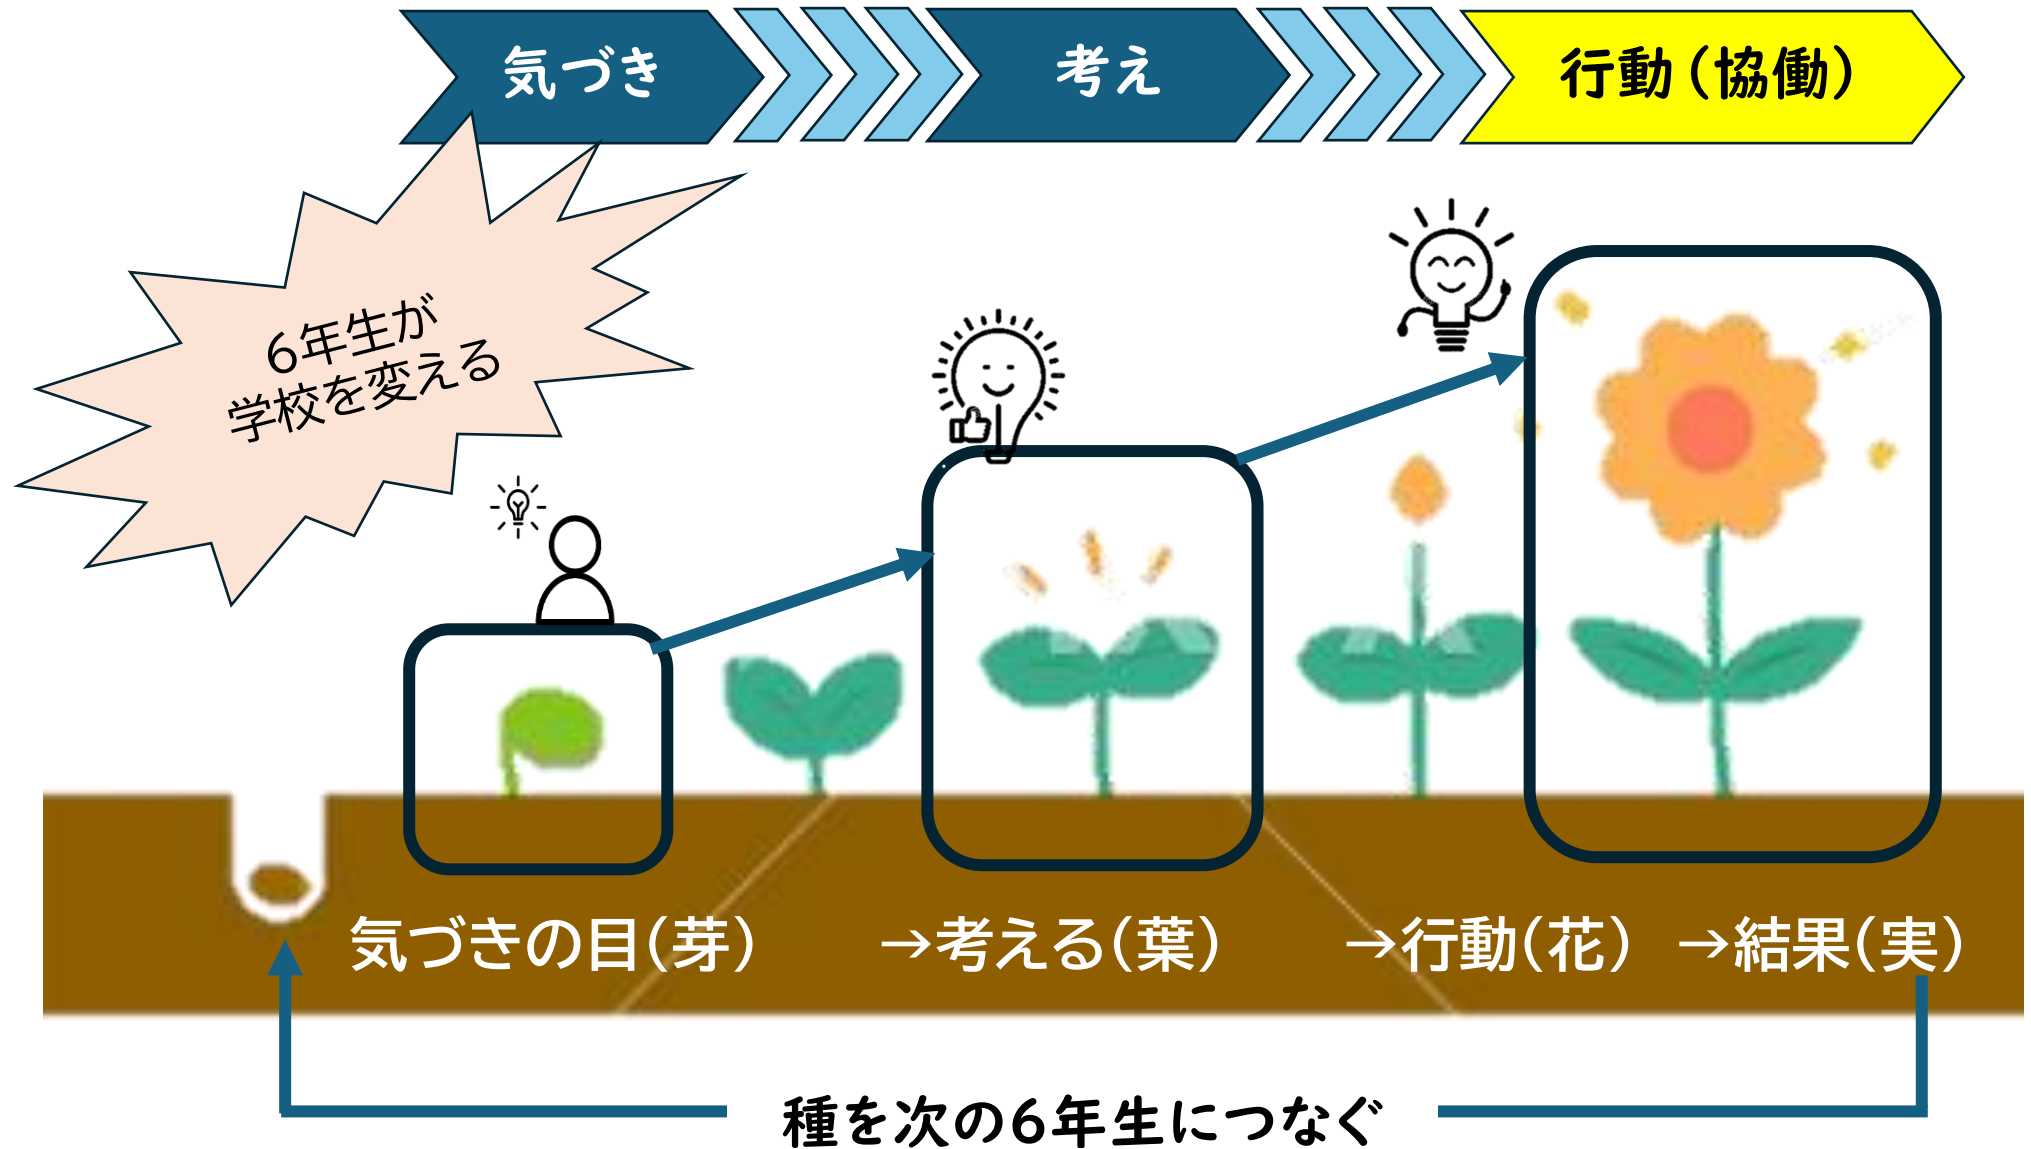 気づき
考え
行動（協働）
6年生が
学校を変える
気づきの目（芽）　→考える（葉）　→行動（花）　→結果（実）
種を次の6年生につなぐ